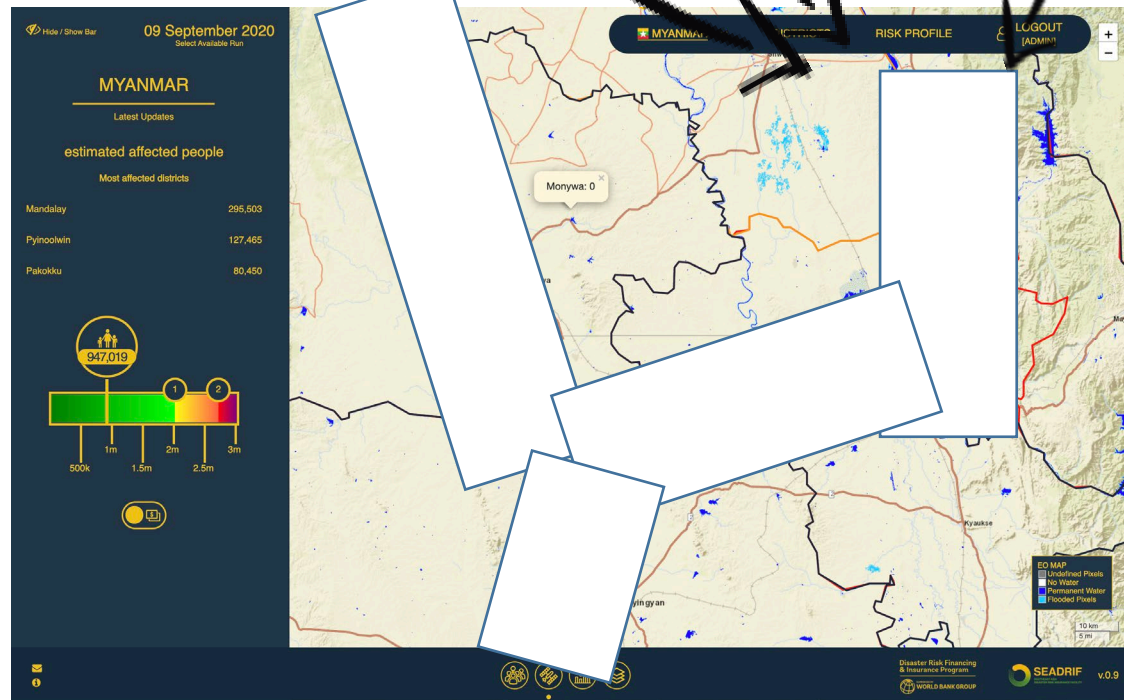 Hide / Show Bar
09 September 2020
Select Available Run
MYANMAR
Latest Updates
estimated affected people
Most affected districts
Mandalay 295,503
Pyinoolwin 127,465
Pakokku 80,450
947,019
1 2
1m 2m 3m
500k 1.5m 2.5m
MYANMAR DISTRICTS RISK PROFILE LOGOUT
[ADMIN]
+
−
Monywa: 0
×
Kyaukse
EO MAP
Undefined Pixels
No Water
Permanent Water
Flooded Pixels
10 km
5 mi
Disaster Risk Financing
& Insurance Program
WORLD BANK GROUP
SEADRIF
v.0.9